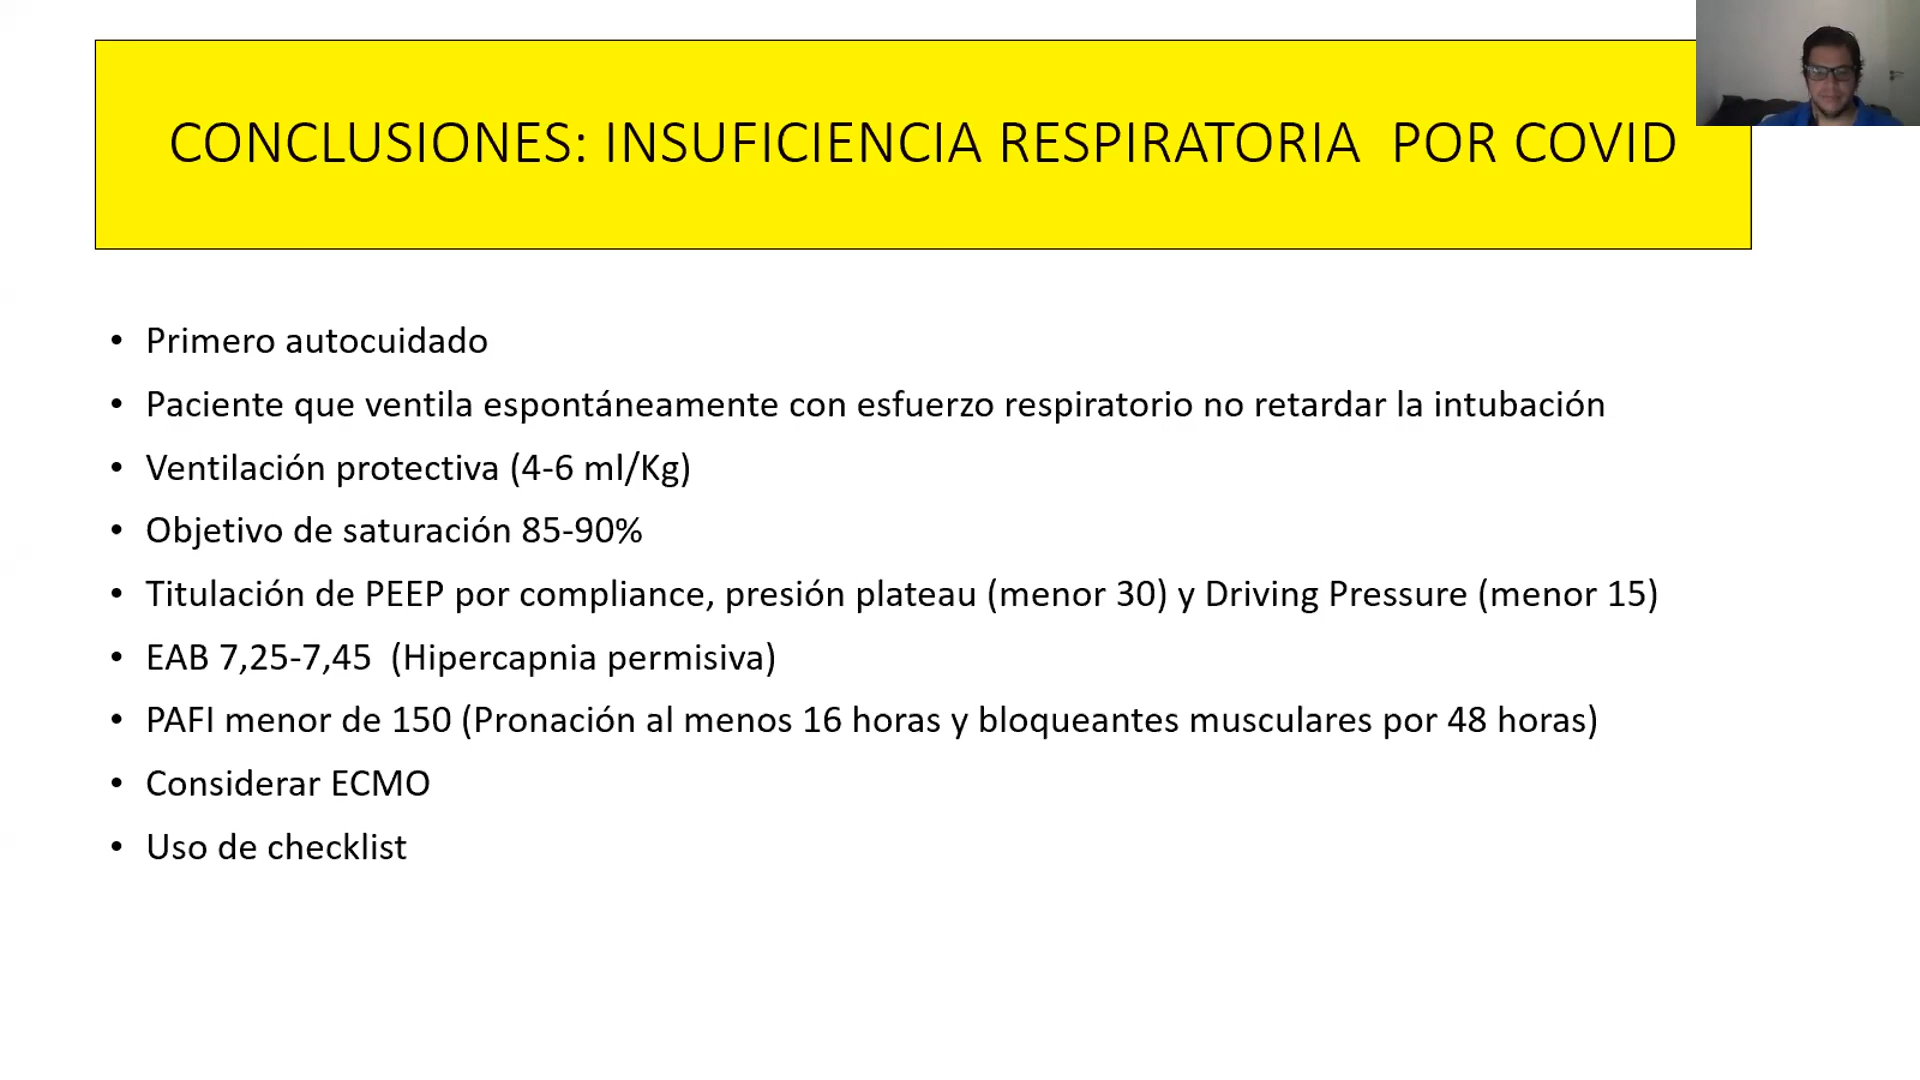 CONCLUSIONES: INSUFICIENCIA RESPIRATORIA POR COVID
• Primero autocuidado
• Paciente que ventila espontáneamente con esfuerzo respiratorio no retardar la intubación
• Ventilación protectiva (4-6 ml/Kg)
• Objetivo de saturación 85-90%
• Titulación de PEEP por compliance, presión plateau (menor 30) y Driving Pressure (menor 15)
• EAB 7,25-7,45 (Hipercapnia permisiva)
• PAFI menor de 150 (Pronación al menos 16 horas y bloqueantes musculares por 48 horas)
• Considerar ECMO
• Uso de checklist